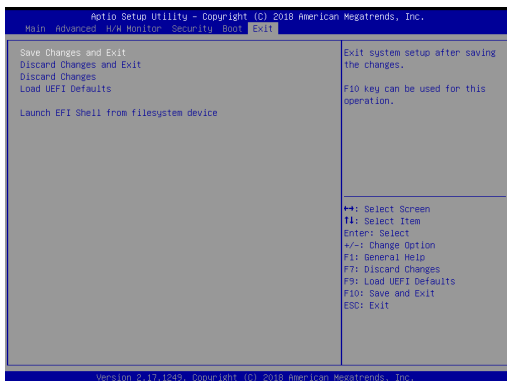 Aptio Setup Utility – Copyright (C) 2018 American Megatrends, Inc.
Main Advanced H/W Monitor Security Boot Exit
Save Changes and Exit
Discard Changes and Exit
Discard Changes
Load UEFI Defaults
Launch EFI Shell from filesystem device
Exit system setup after saving
the changes.
F10 key can be used for this
operation.
↔: Select Screen
↑↓: Select Item
Enter: Select
+/-: Change Option
F1: General Help
F7: Discard Changes
F9: Load UEFI Defaults
F10: Save and Exit
ESC: Exit
Version 2.17.1249. Copyright (C) 2018 American Megatrends, Inc.